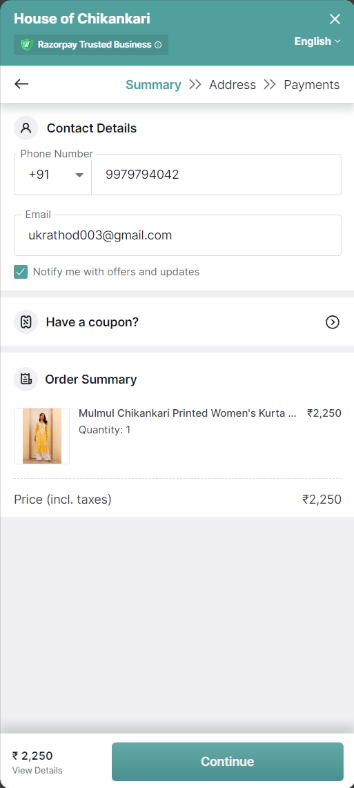 House of Chikankari
Razorpay Trusted Business
English
Summary Address Payments
Contact Details
Phone Number
+91 9979794042
Email
ukrathod003@gmail.com
Notify me with offers and updates
Have a coupon?
Order Summary
Mulmul Chikankari Printed Women's Kurta ... ₹2,250
Quantity: 1
Price (incl. taxes) ₹2,250
₹ 2,250
View Details
Continue